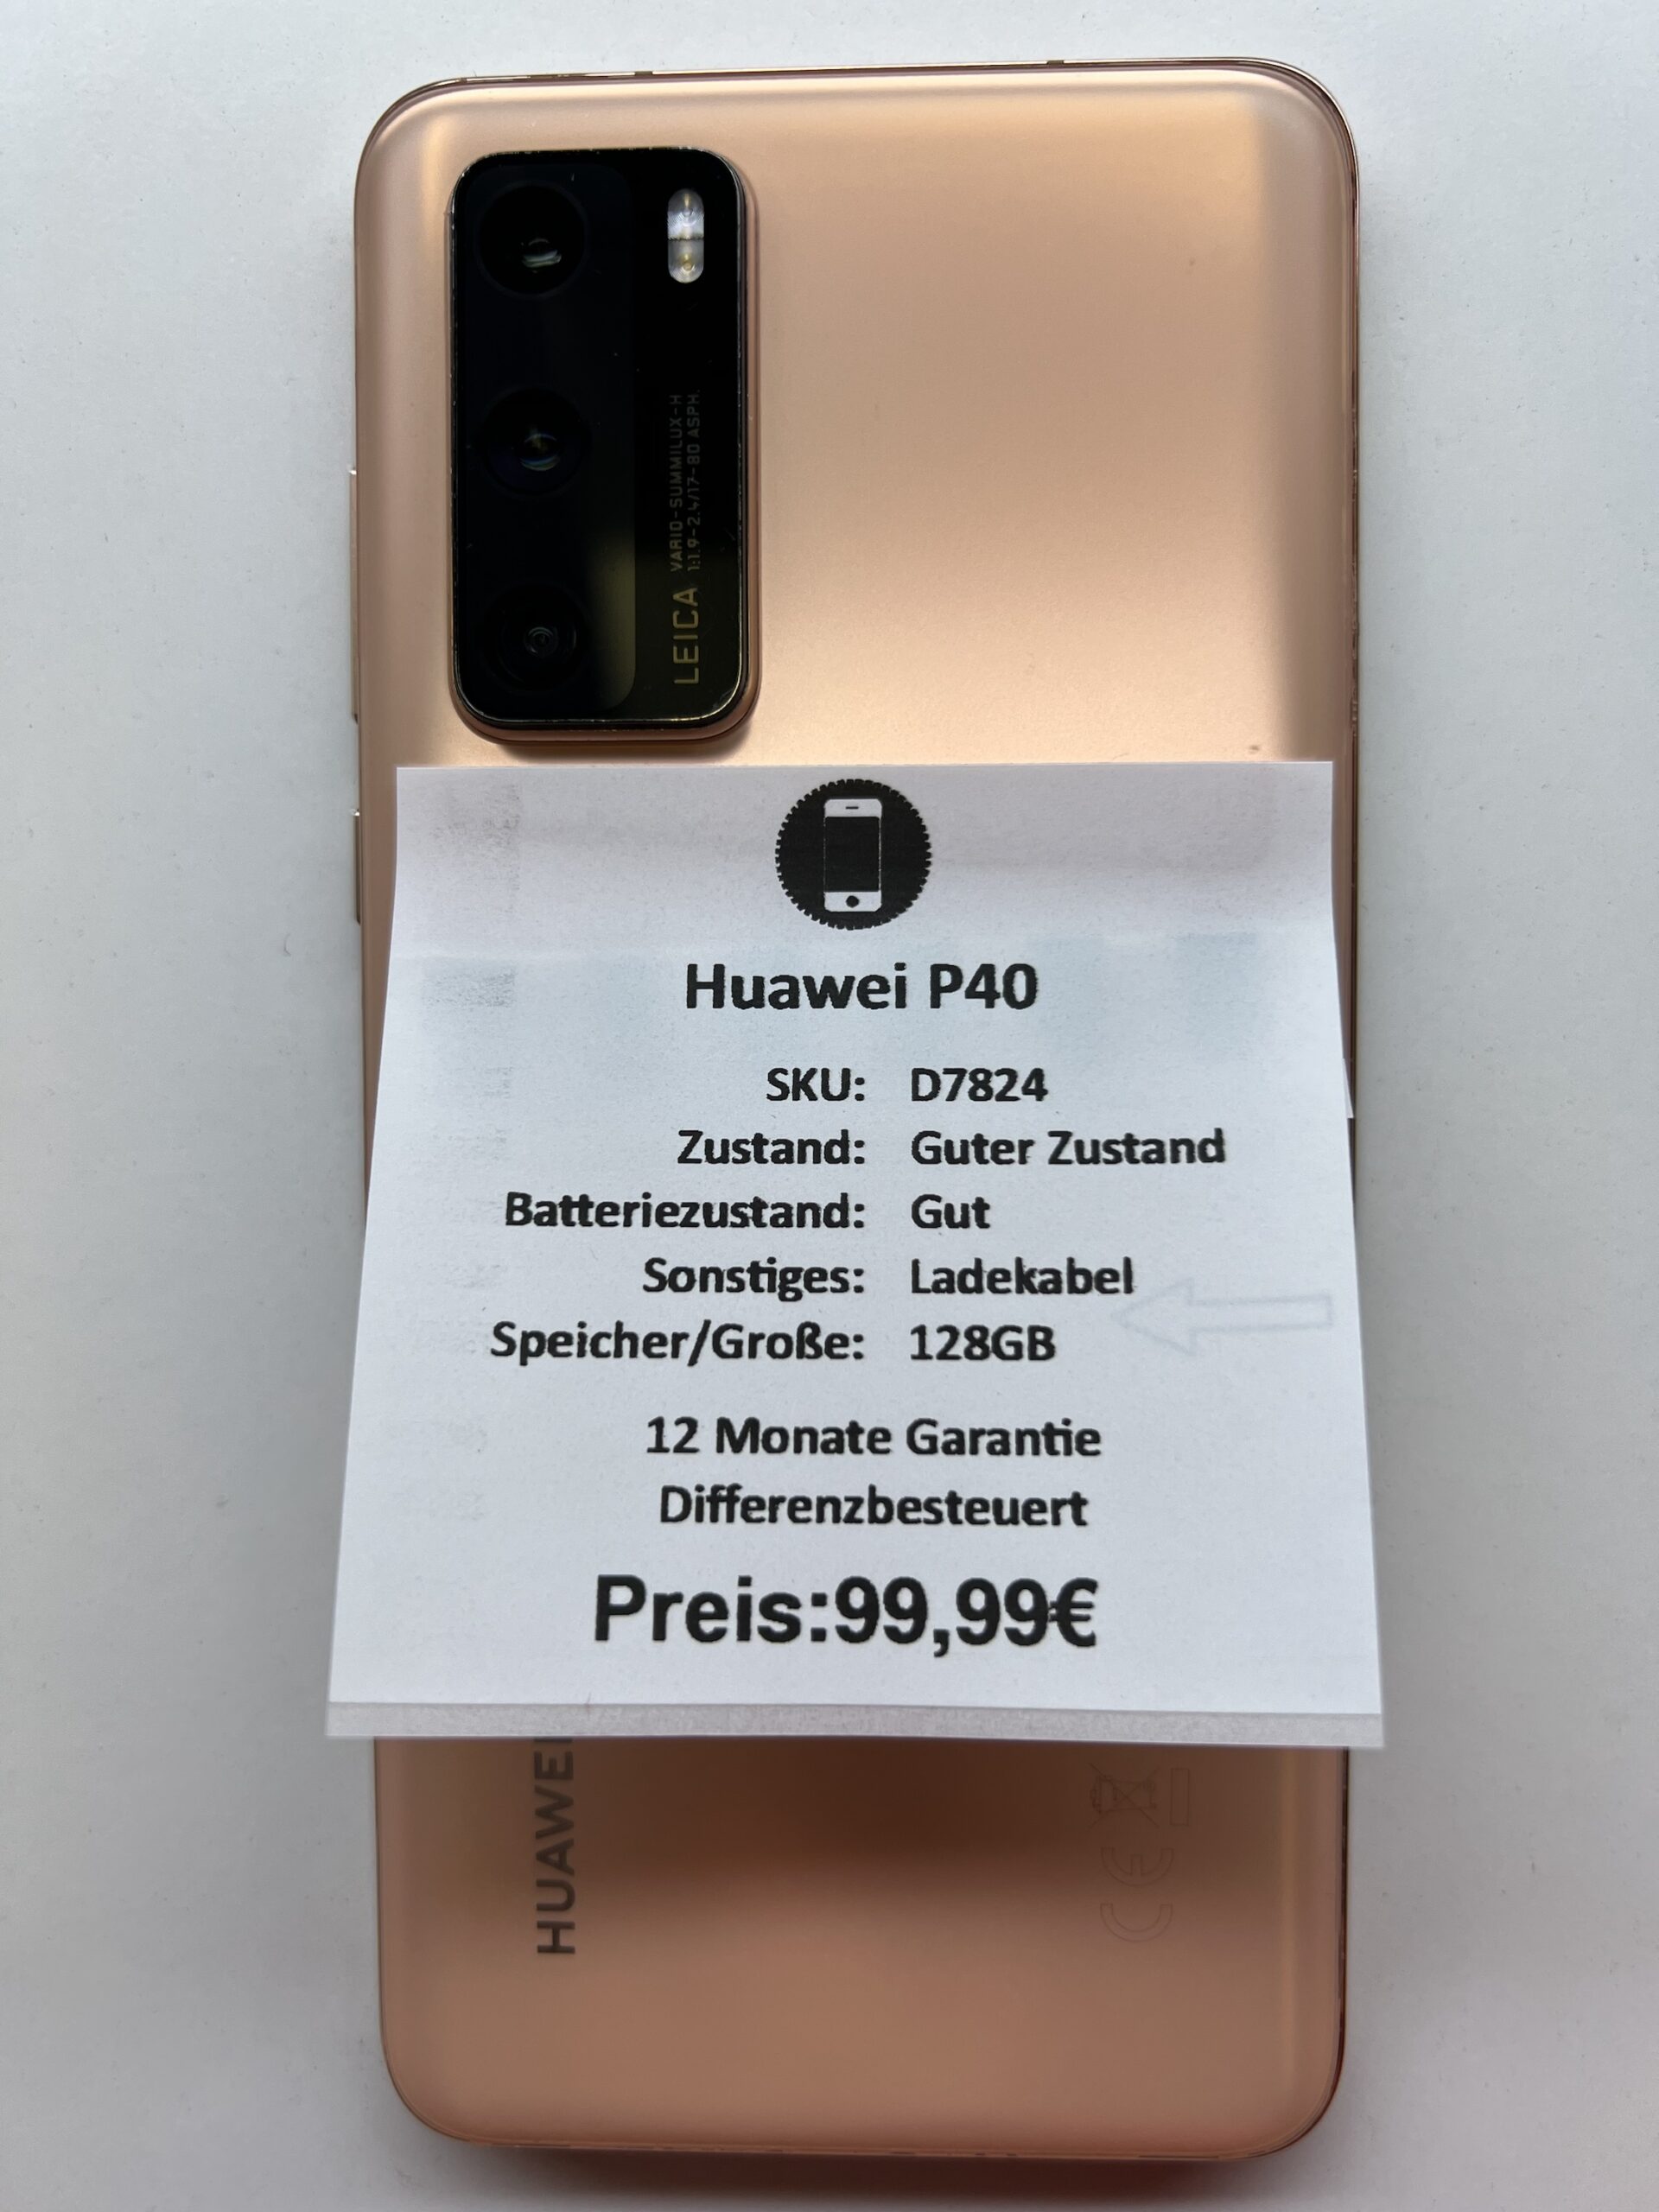 LEICA VARIO-SUMMILUX-H
1:1.9-2.4/17-80 ASPH.
Huawei P40
SKU: D7824
Zustand: Guter Zustand
Batteriezustand: Gut
Sonstiges: Ladekabel
Speicher/Große: 128GB
12 Monate Garantie
Differenzbesteuert
Preis:99,99€
HUAWEI
CE